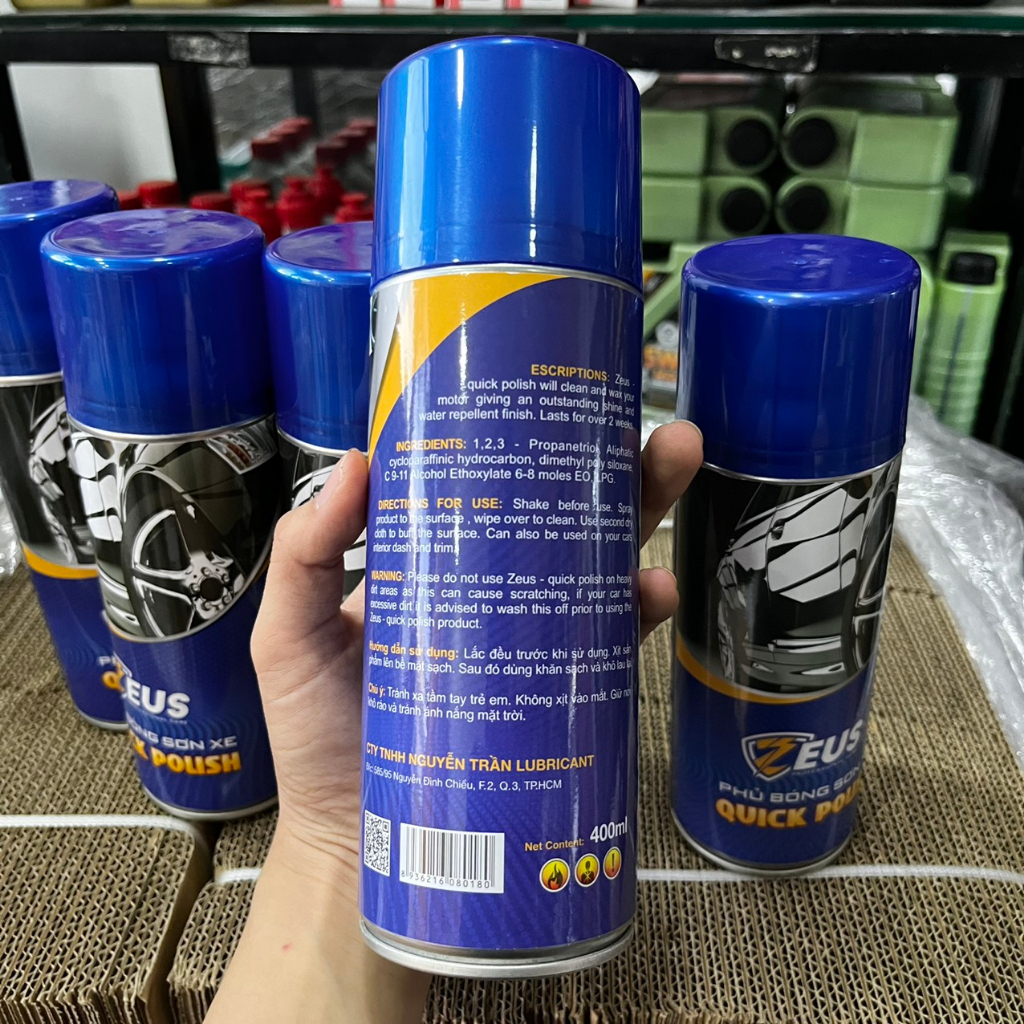 ESCRIPTIONS: Zeus -
quick polish will clean and wax your
motor giving an outstanding shine and
water repellent finish. Lasts for over 2 weeks
INGREDIENTS: 1.2,3 - Propanetriol Aliphatic
cycloparaffinic hydrocarbon, dimethyl poly siloxane,
C 9-11 Alcohol Ethoxylate 6-8 moles EO, LPG.
DIRECTIONS FOR USE: Shake before use. Spray
product to the surface , wipe over to clean. Use second dry
cloth to buff the surface. Can also be used on your cars
interior dash and trim.
WARNING: Please do not use Zeus - quick polish on heavy
dirt areas as this can cause scratching, if your car has
excessive dirt it is advised to wash this off prior to using the
Zeus - quick polish product.
Hướng dẫn sử dụng: Lắc đều trước khi sử dụng. Xịt sản
phẩm lên bề mặt sạch. Sau đó dùng khăn sạch và khô lau lại
Chú ý: Tránh xa tầm tay trẻ em. Không xịt vào mắt. Giữ nơi
khô ráo và tránh ánh nắng mặt trời.
CTY TNHH NGUYỄN TRẦN LUBRICANT
Đ/c: 585/95 Nguyễn Đình Chiểu, F.2, Q.3, TP.HCM
Net Content: 400ml
8 936216 080180
ZEUS
BÓNG SƠN XE
POLISH
ZEUS
PHỦ BÓNG SƠN
QUICK POL